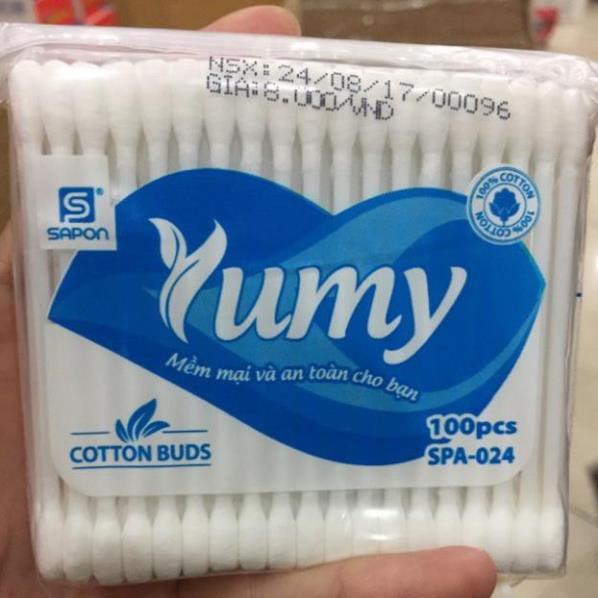 NSX: 24/08/17/00096
GIA: 8.000/VND
SAPON®
100% COTTON 100% COTTON
Yumy
Mềm mại và an toàn cho bạn
COTTON BUDS
100pcs
SPA-024